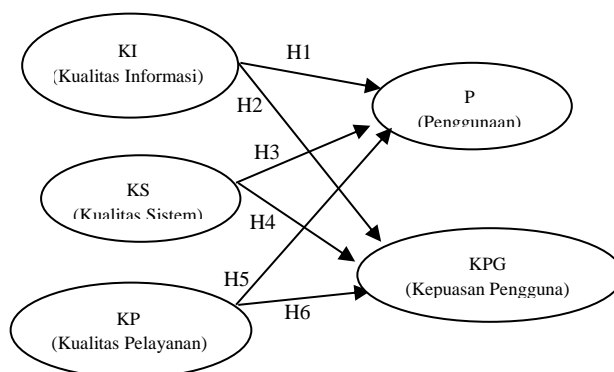 KI
(Kualitas Informasi)
H1
H2
P
(Penggunaan)
H3
KS
(Kualitas Sistem)
H4
H5
KPG
(Kepuasan Pengguna)
KP
(Kualitas Pelayanan)
H6